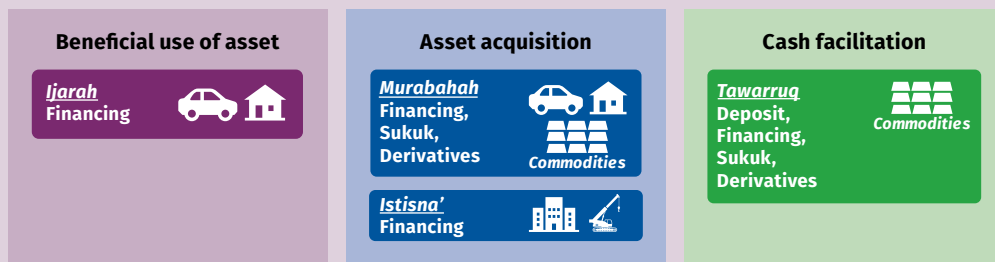 Beneficial use of asset
Ijarah
Financing
Asset acquisition
Murabahah
Financing,
Sukuk,
Derivatives
Commodities
Istisna’
Financing
Cash facilitation
Tawarruq
Deposit,
Financing,
Sukuk,
Derivatives
Commodities